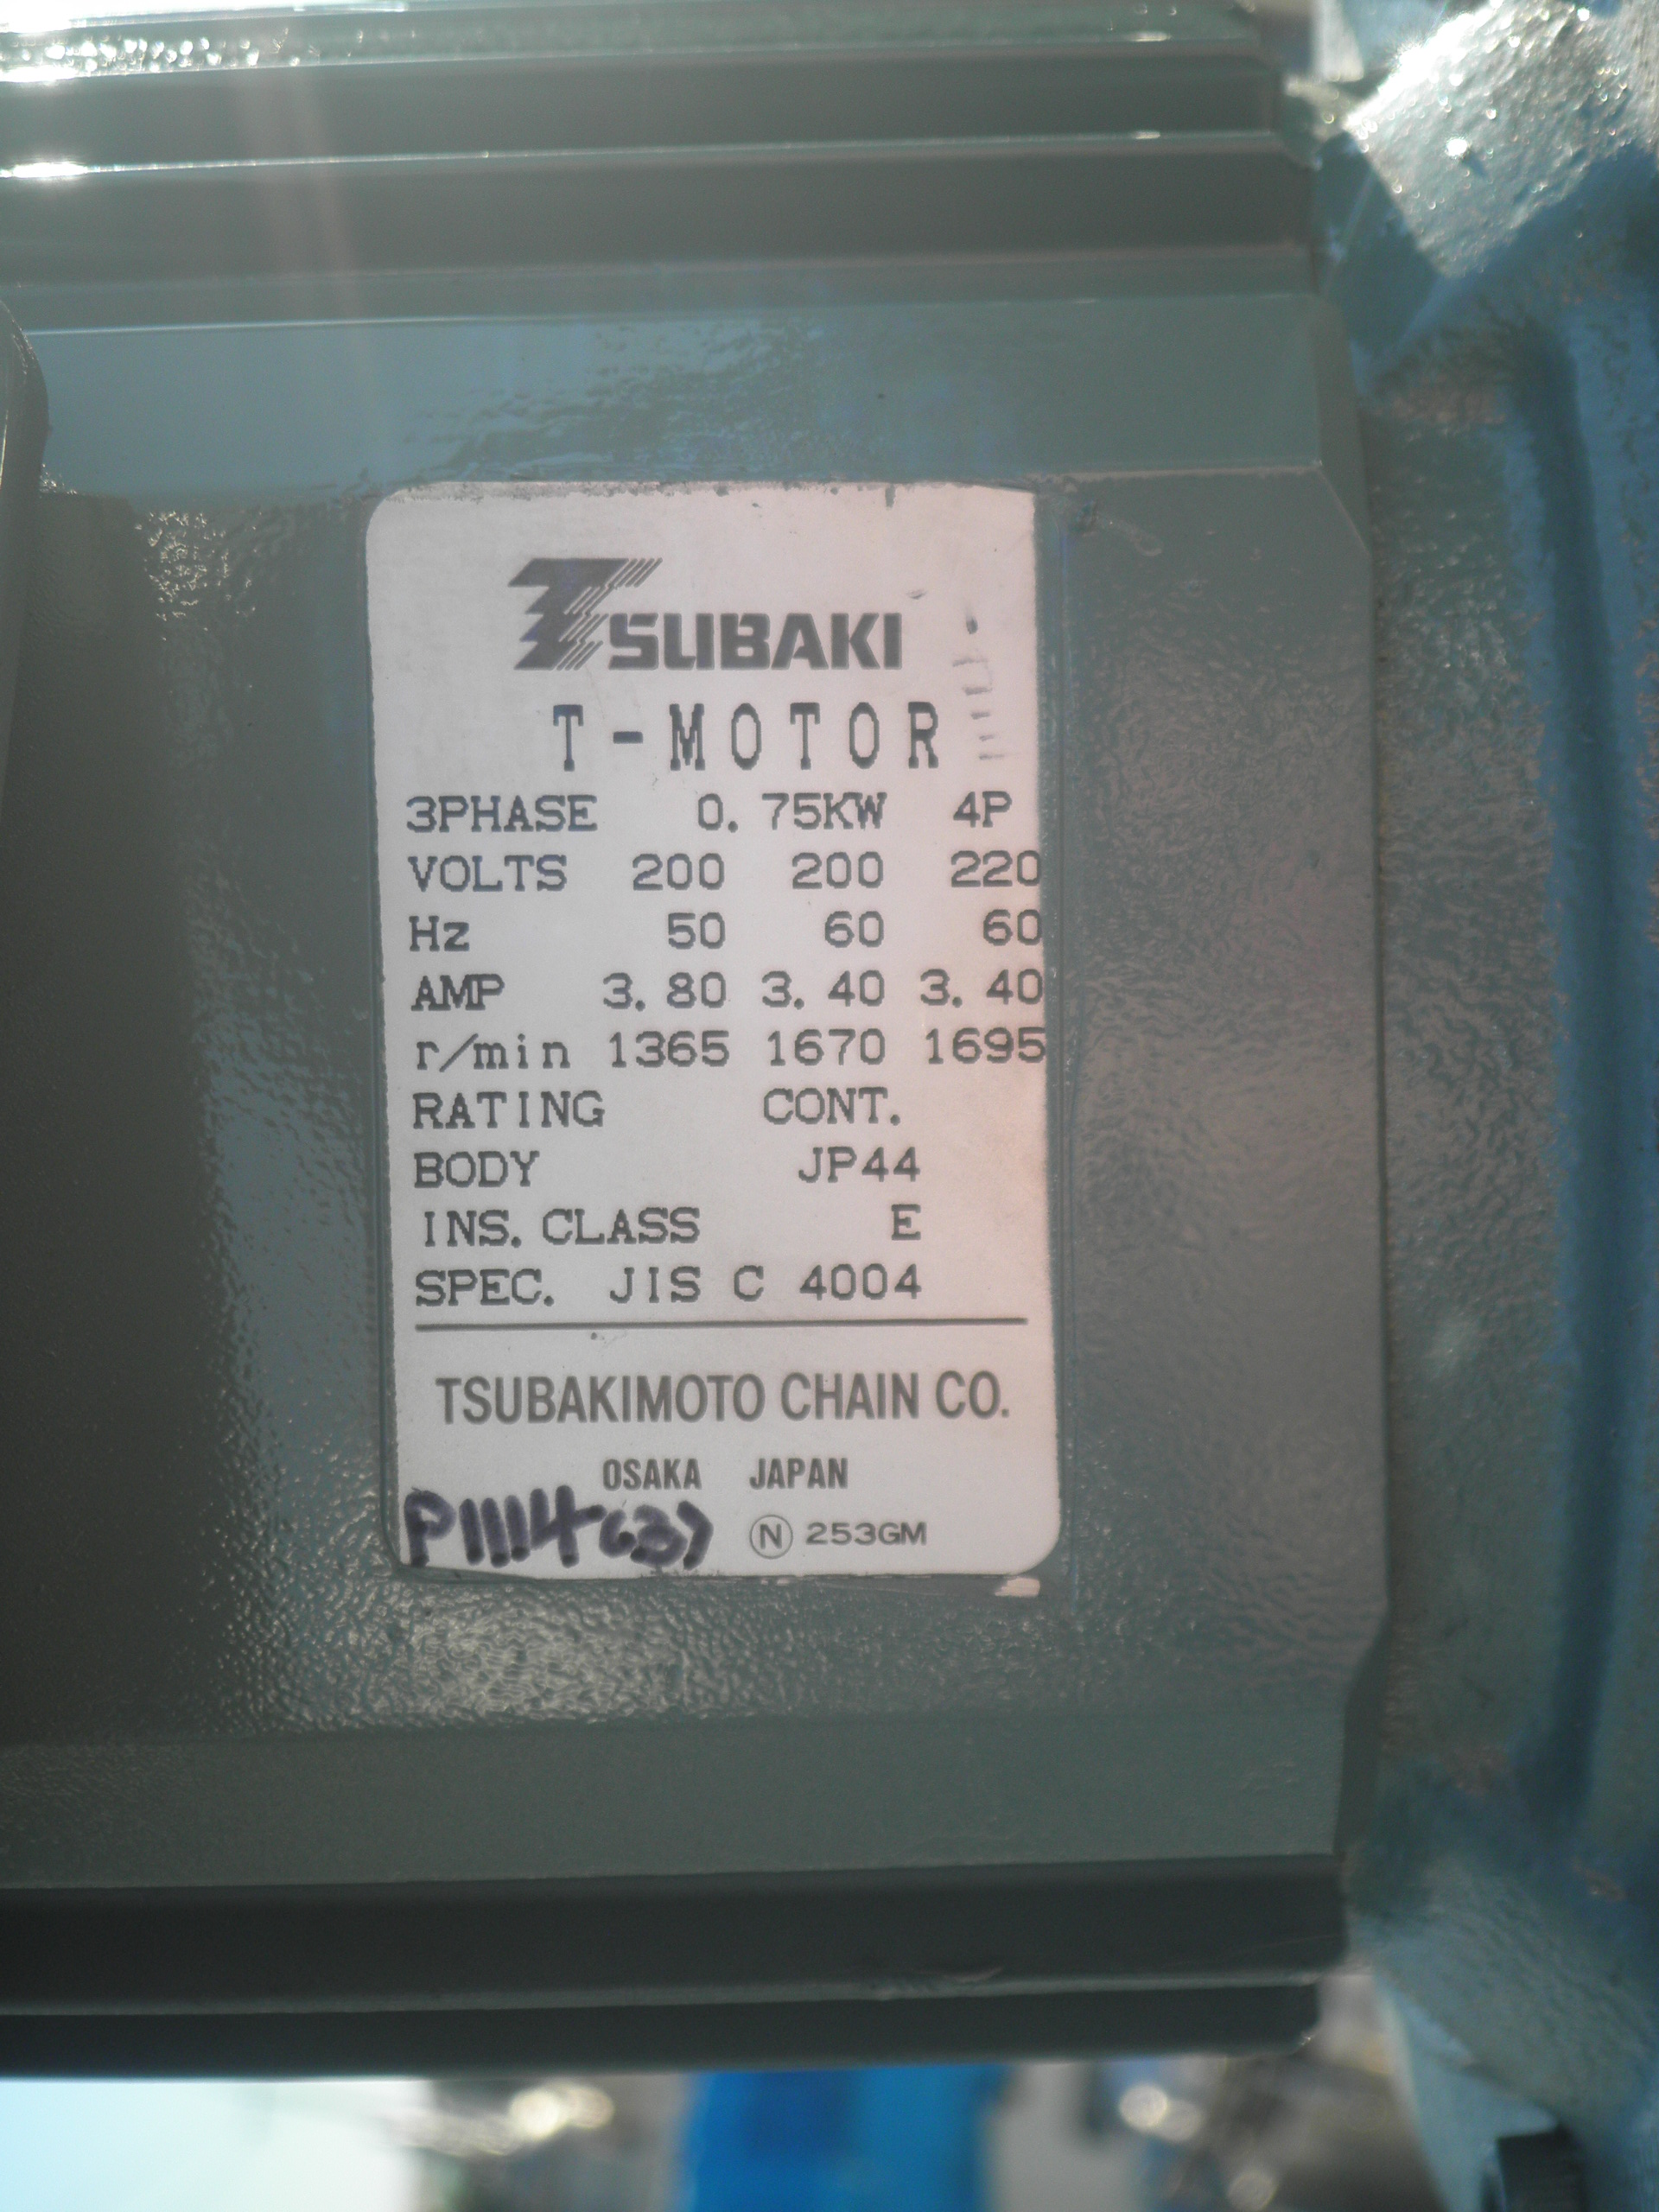 TSUBAKI
T-MOTOR
3PHASE 0.75KW 4P
VOLTS 200 200 220
Hz 50 60 60
AMP 3.80 3.40 3.40
r/min 1365 1670 1695
RATING CONT.
BODY JP44
INS. CLASS E
SPEC. JIS C 4004
TSUBAKIMOTO CHAIN CO.
OSAKA JAPAN
P1114(3)
Ⓝ 253GM